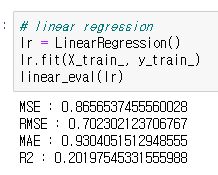 :
# linear regression
lr = LinearRegression()
lr.fit(X_train_, y_train_)
linear_eval(lr)
MSE : 0.8656537455560028
RMSE : 0.702302123706767
MAE : 0.9304051512948555
R2 : 0.20197545331555988